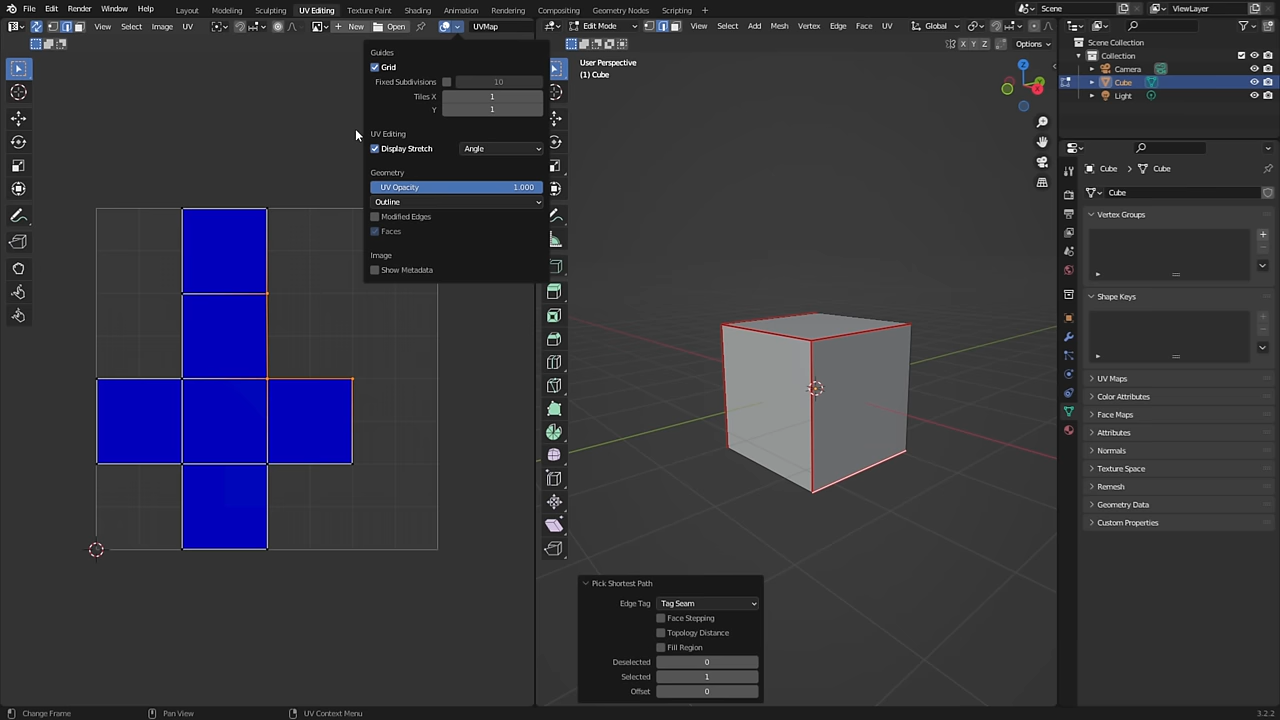 File Edit Render Window Help Layout Modeling Sculpting UV Editing Texture Paint Shading Animation Rendering Compositing Geometry Nodes Scripting + Scene ViewLayer
View Select Image UV New Open UVMap Edit Mode View Select Add Mesh Vertex Edge Face UV Global
X Y Z Options
Guides
Grid
Fixed Subdivisions 10
Tiles X 1
Y 1
UV Editing
Display Stretch Angle
Geometry
UV Opacity 1.000
Outline
Modified Edges
Faces
Image
Show Metadata
User Perspective
(1) Cube
Pick Shortest Path
Edge Tag Tag Seam
Face Stepping
Topology Distance
Fill Region
Deselected 0
Selected 1
Offset 0
Scene Collection
Collection
Camera
Cube
Light
Cube Cube
Cube
Vertex Groups
Shape Keys
UV Maps
Color Attributes
Face Maps
Attributes
Normals
Texture Space
Remesh
Geometry Data
Custom Properties
Change Frame Pan View UV Context Menu 3.2.2